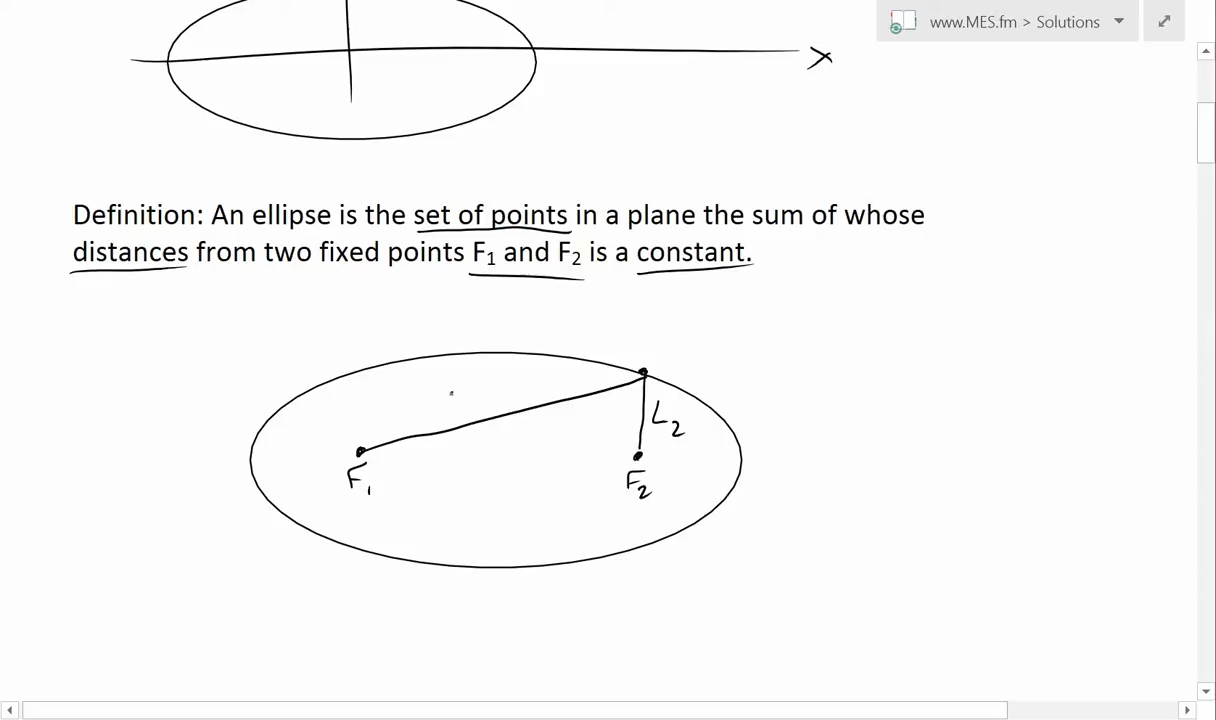 www.MES.fm > Solutions
X
Definition: An ellipse is the set of points in a plane the sum of whose
distances from two fixed points F₁ and F₂ is a constant.
L₂
F₁
F₂